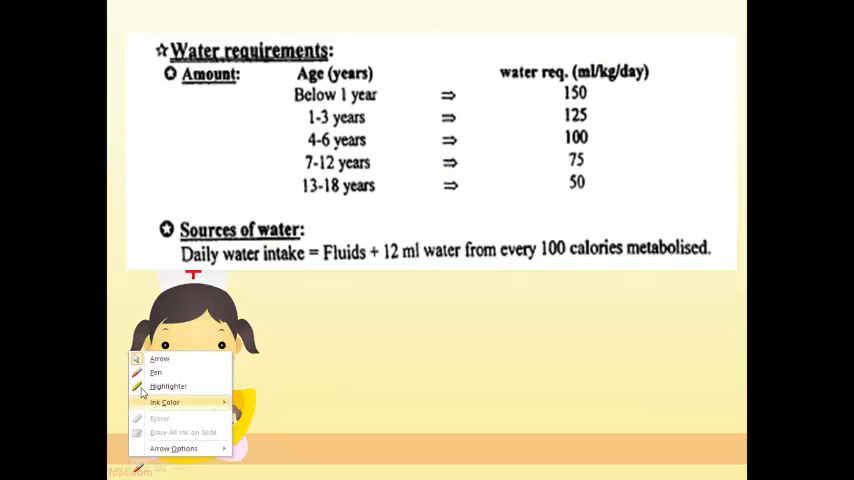 ☆Water requirements:
✪ Amount: Age (years) water req. (ml/kg/day)
Below 1 year ⇒ 150
1-3 years ⇒ 125
4-6 years ⇒ 100
7-12 years ⇒ 75
13-18 years ⇒ 50
✪ Sources of water:
Daily water intake = Fluids + 12 ml water from every 100 calories metabolised.
Arrow
Pen
Highlighter
Ink Color
Eraser
Erase All Ink on Slide
Arrow Options
fppt.com